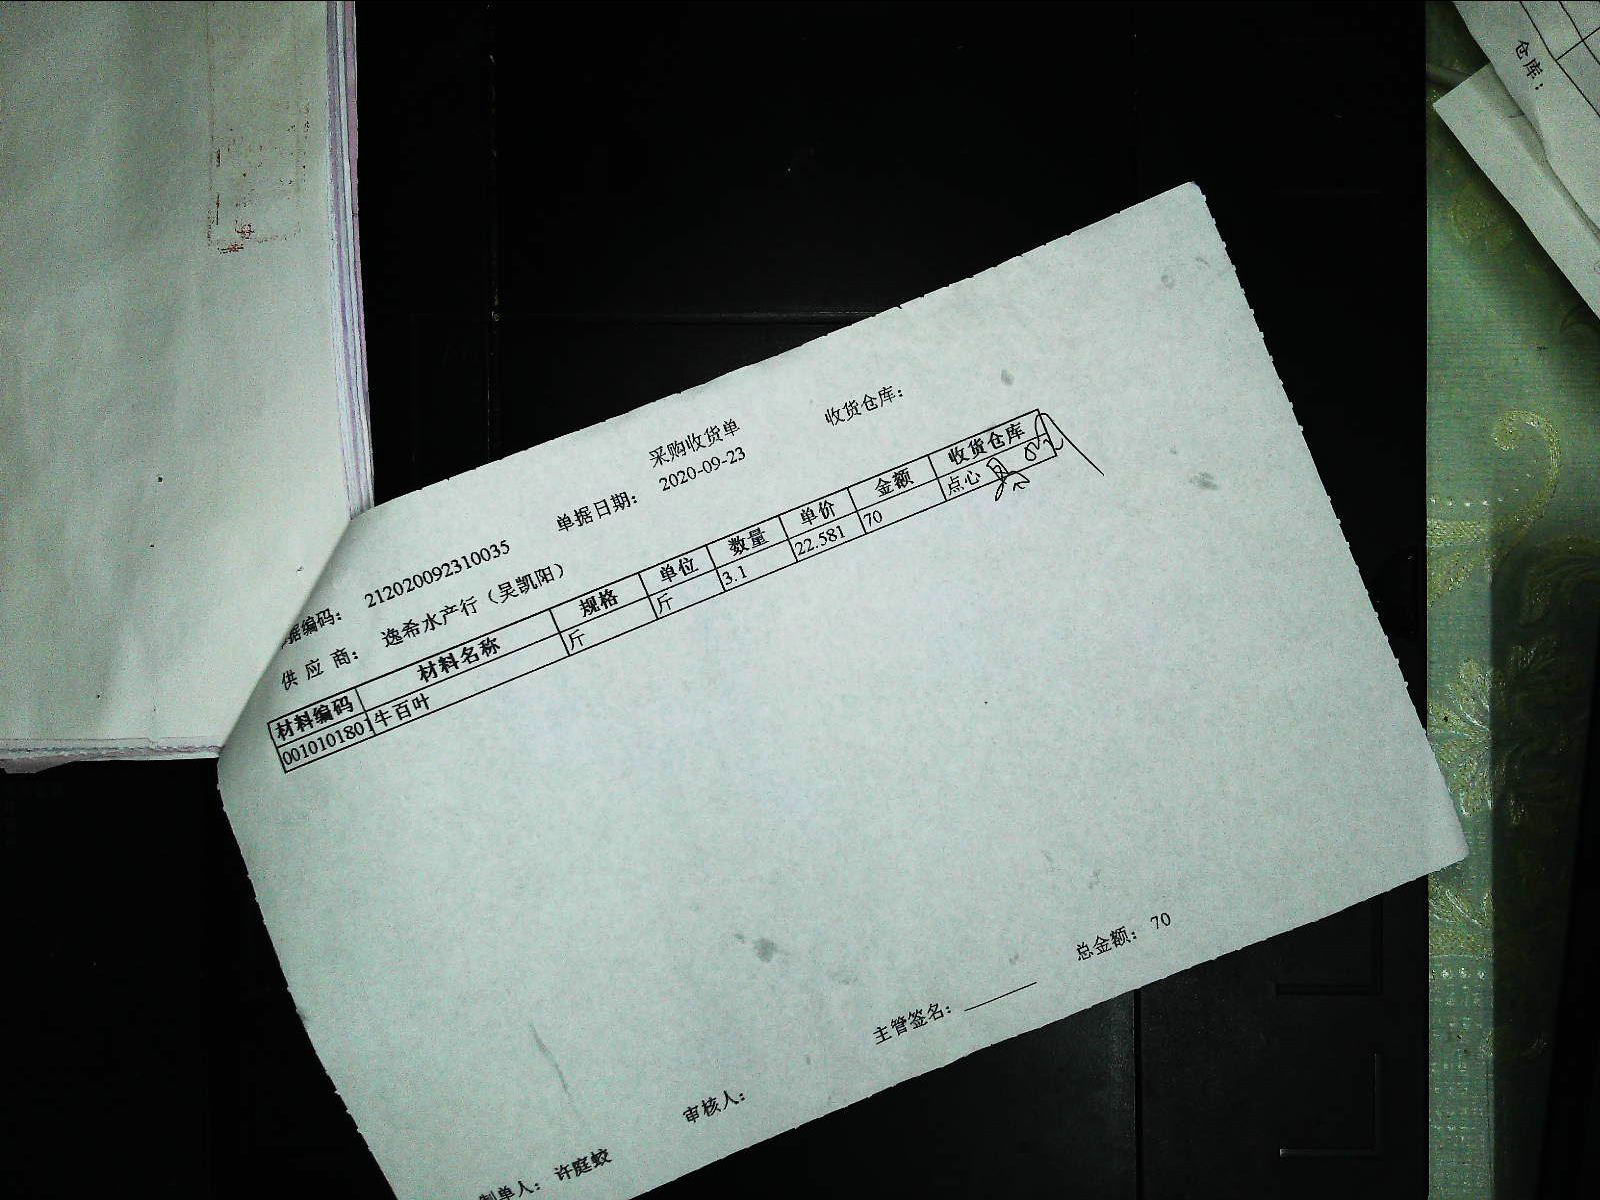 采购收货单
收货仓库：
据编码： 212020092310035 单据日期： 2020-09-23
供 应 商： 逸希水产行（吴凯阳）
材料编码 材料名称 规格 单位 数量 单价 金额 收货仓库
0010101801 牛百叶 斤 斤 3.1 22.581 70 点心
主管签名： 总金额： 70
制单人： 许庭蛟 审核人：
仓库：